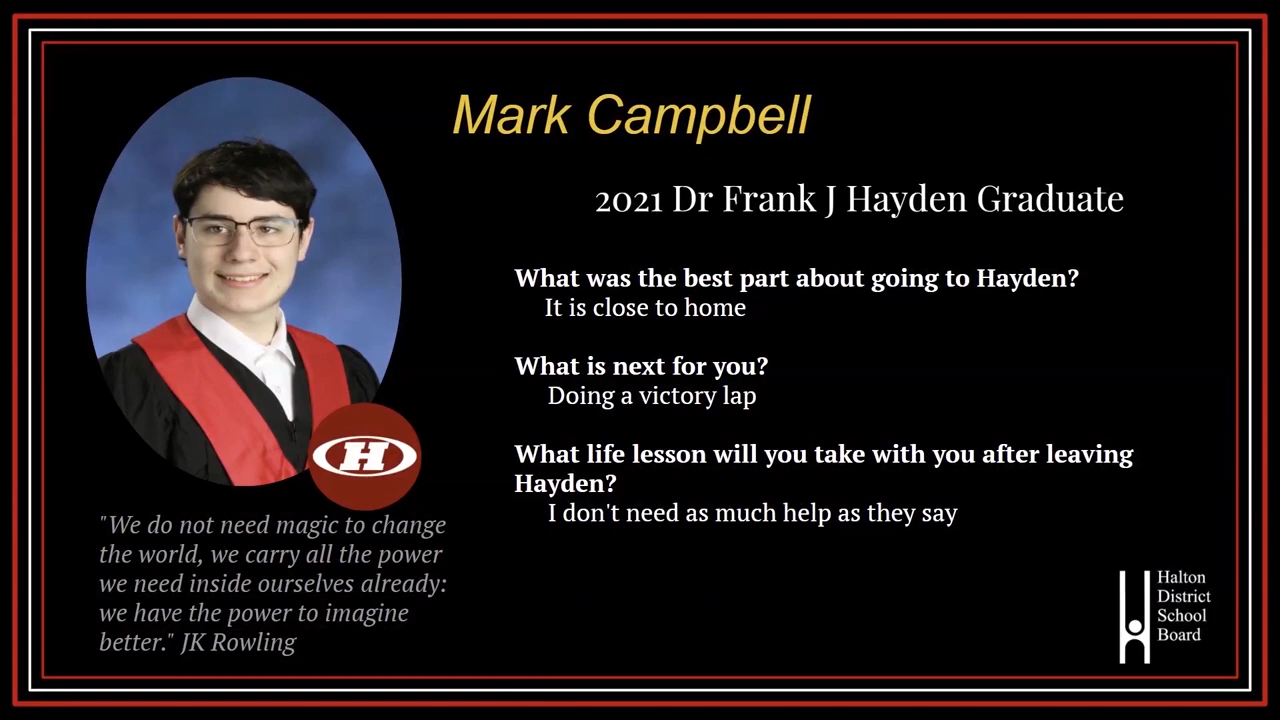 Mark Campbell
2021 Dr Frank J Hayden Graduate
What was the best part about going to Hayden?
It is close to home
What is next for you?
Doing a victory lap
What life lesson will you take with you after leaving
Hayden?
I don't need as much help as they say
H
"We do not need magic to change
the world, we carry all the power
we need inside ourselves already:
we have the power to imagine
better." JK Rowling
Halton
District
School
Board